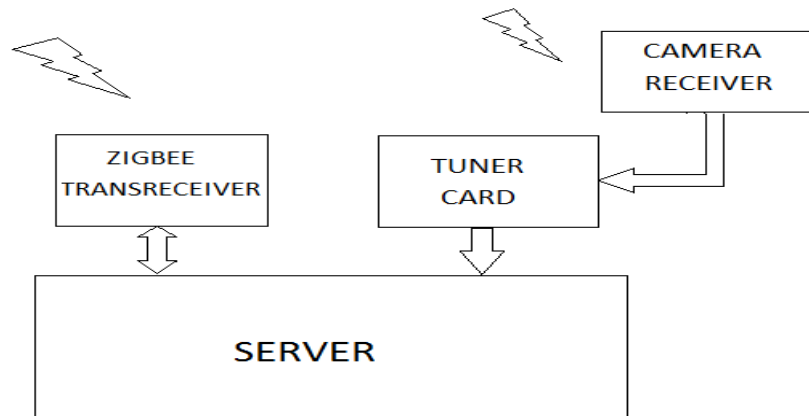 CAMERA
RECEIVER
ZIGBEE
TRANSRECEIVER
TUNER
CARD
SERVER